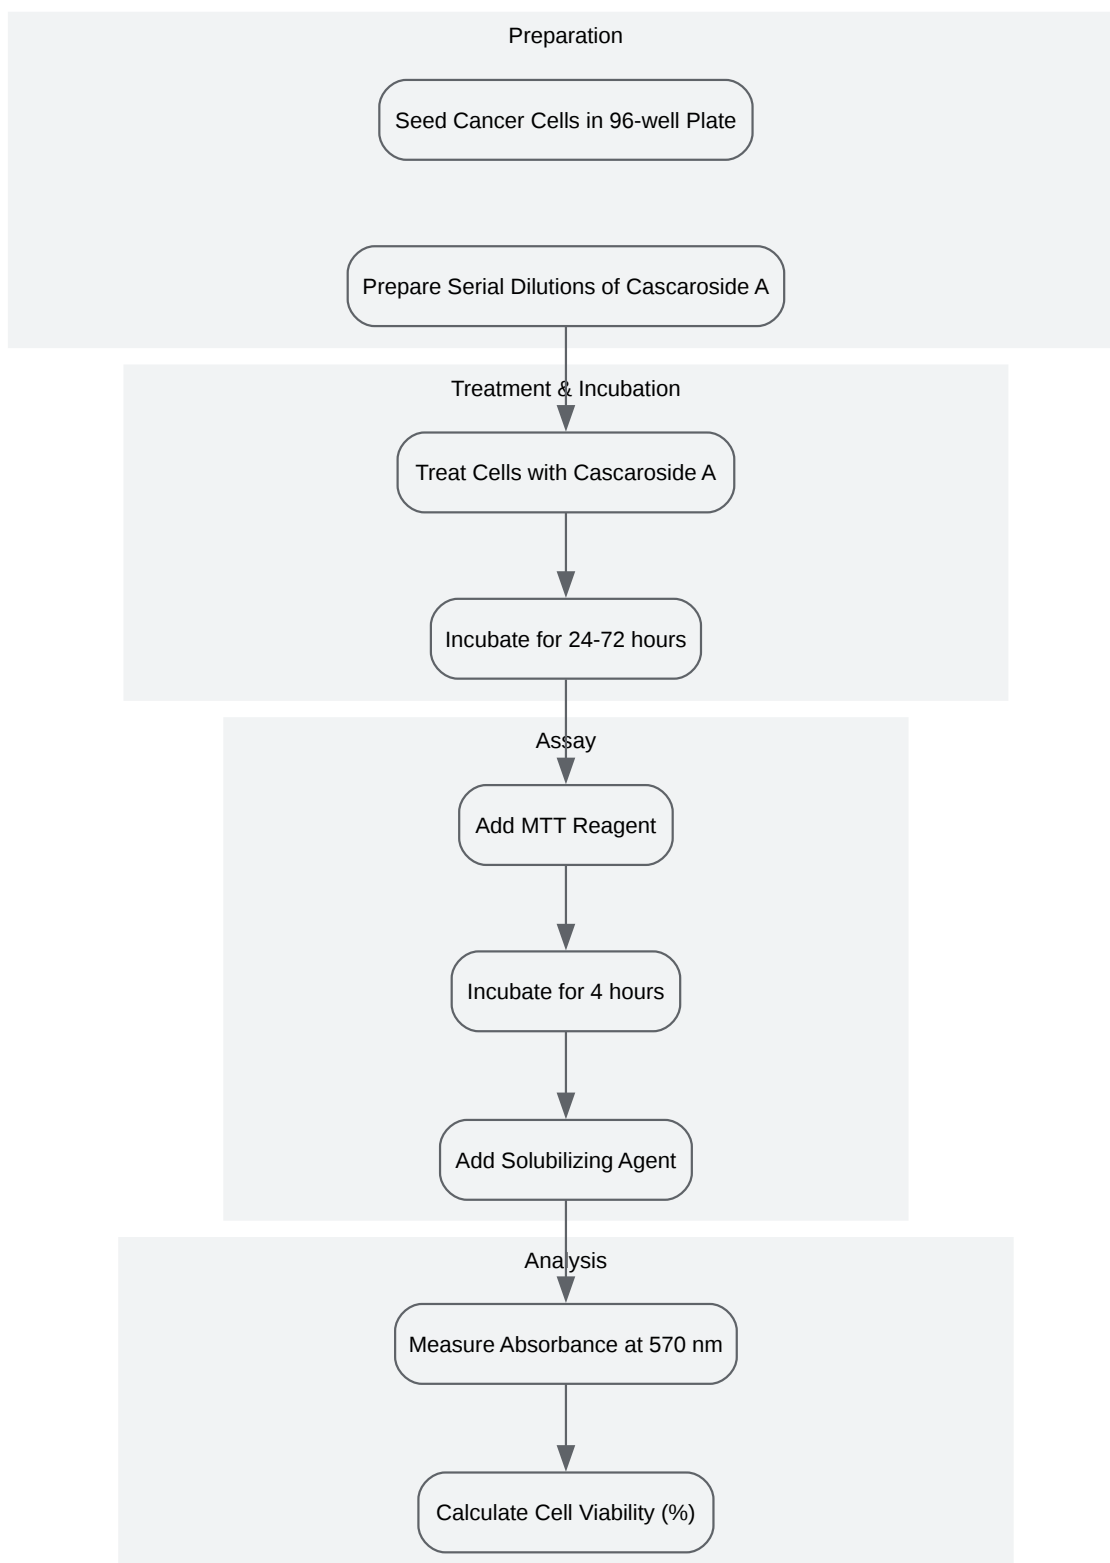 Preparation
Seed Cancer Cells in 96-well Plate
Prepare Serial Dilutions of Cascaroside A
Treatment & Incubation
Treat Cells with Cascaroside A
Incubate for 24-72 hours
Assay
Add MTT Reagent
Incubate for 4 hours
Add Solubilizing Agent
Analysis
Measure Absorbance at 570 nm
Calculate Cell Viability (%)